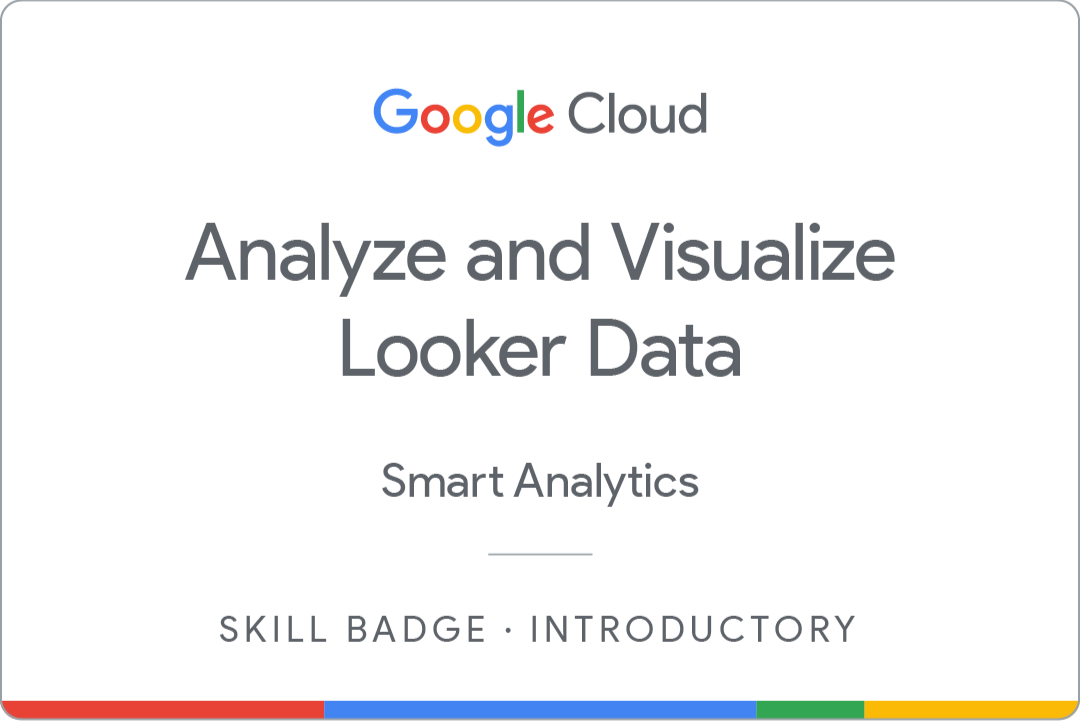 Google Cloud
Analyze and Visualize
Looker Data
Smart Analytics
SKILL BADGE · INTRODUCTORY